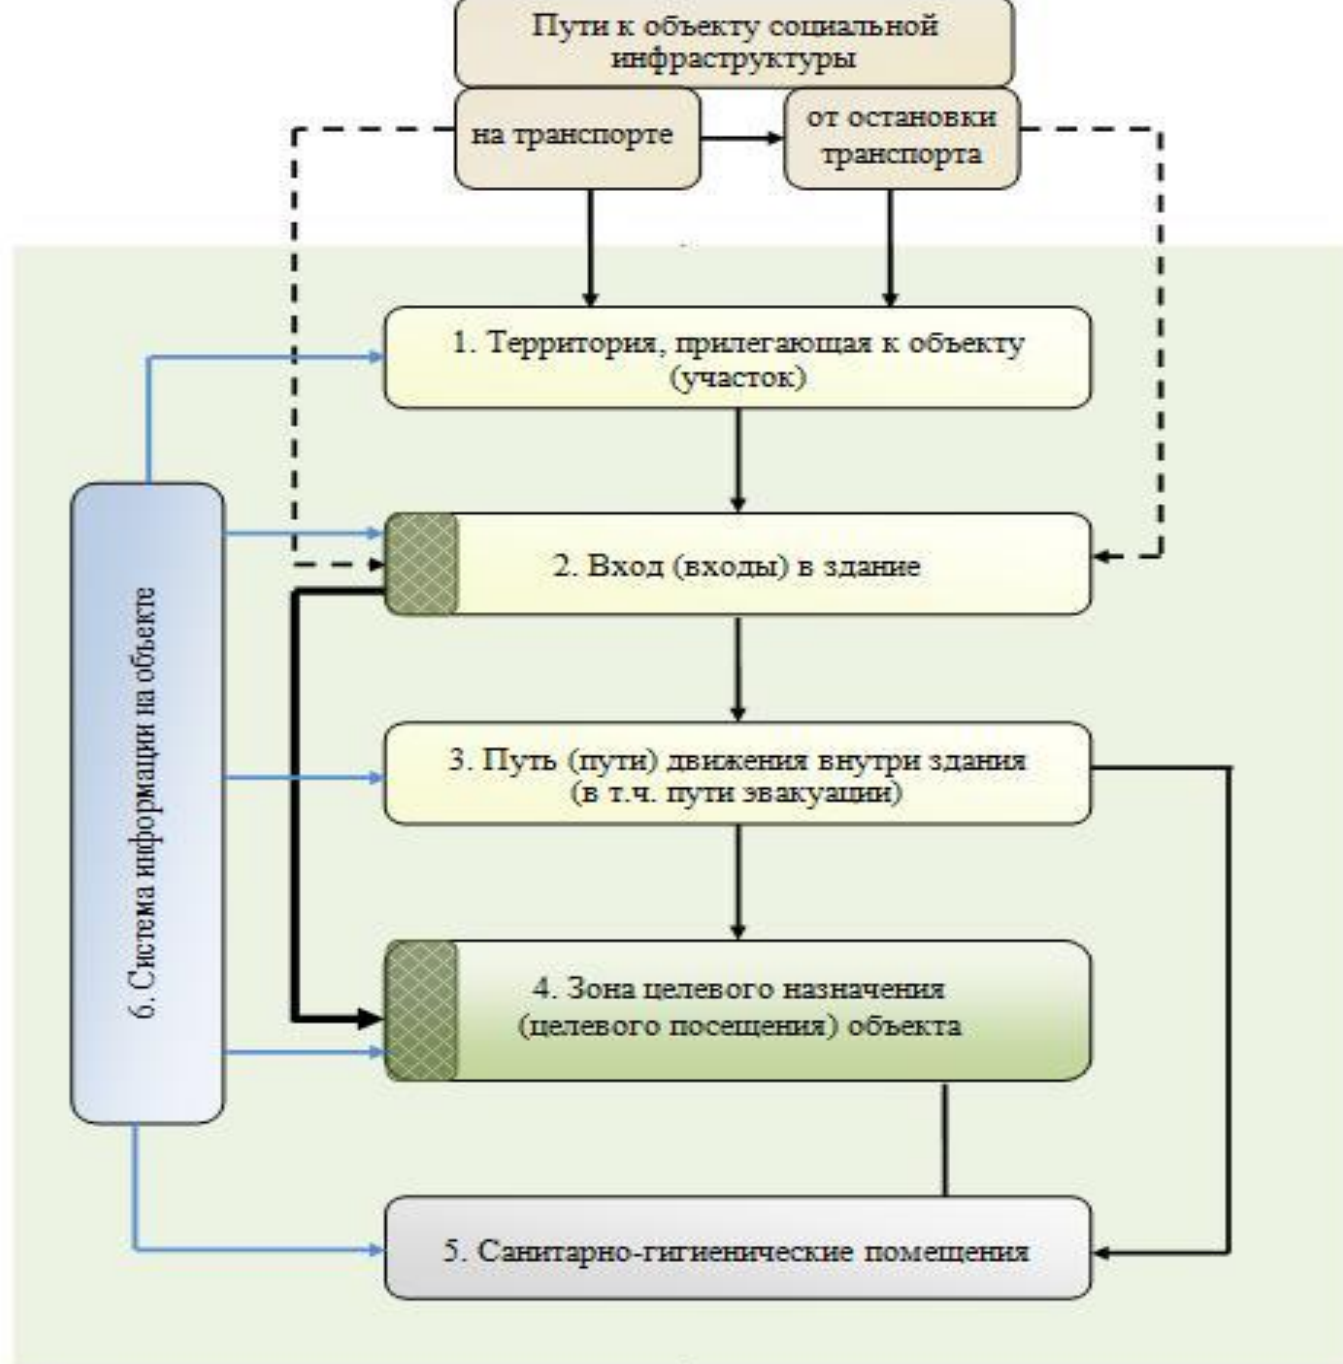 Пути к объекту социальной
инфраструктуры
на транспорте
от остановки
транспорта
1. Территория, прилегающая к объекту
(участок)
2. Вход (входы) в здание
3. Путь (пути) движения внутри здания
(в т.ч. пути эвакуации)
4. Зона целевого назначения
(целевого посещения) объекта
5. Санитарно-гигиенические помещения
6. Система информации на объекте